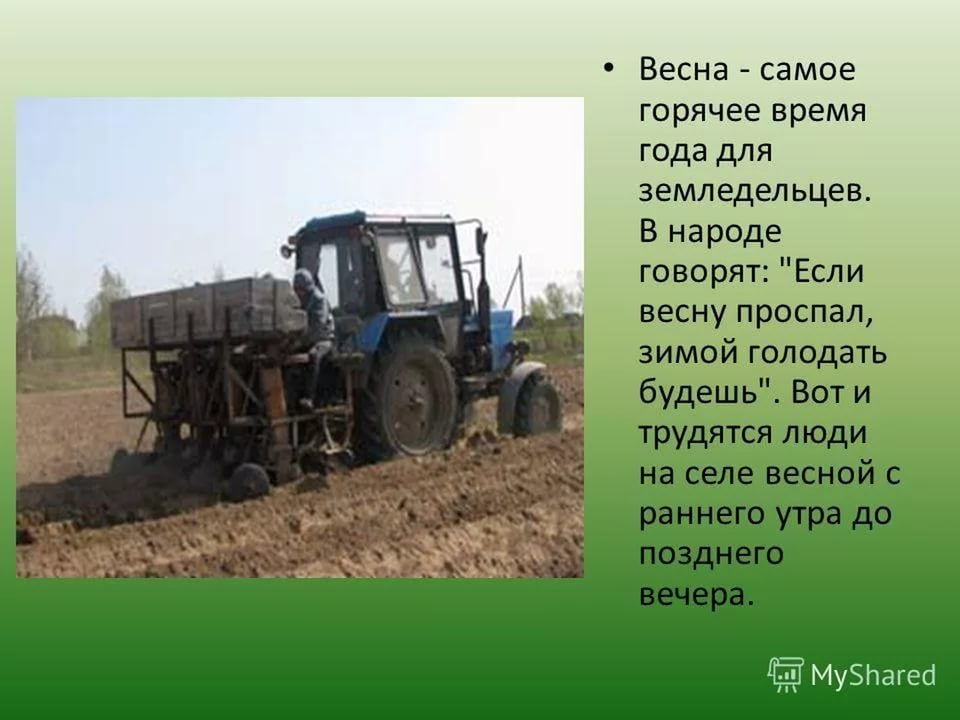 • Весна - самое
горячее время
года для
земледельцев.
В народе
говорят: "Если
весну проспал,
зимой голодать
будешь". Вот и
трудятся люди
на селе весной с
раннего утра до
позднего
вечера.
MyShared